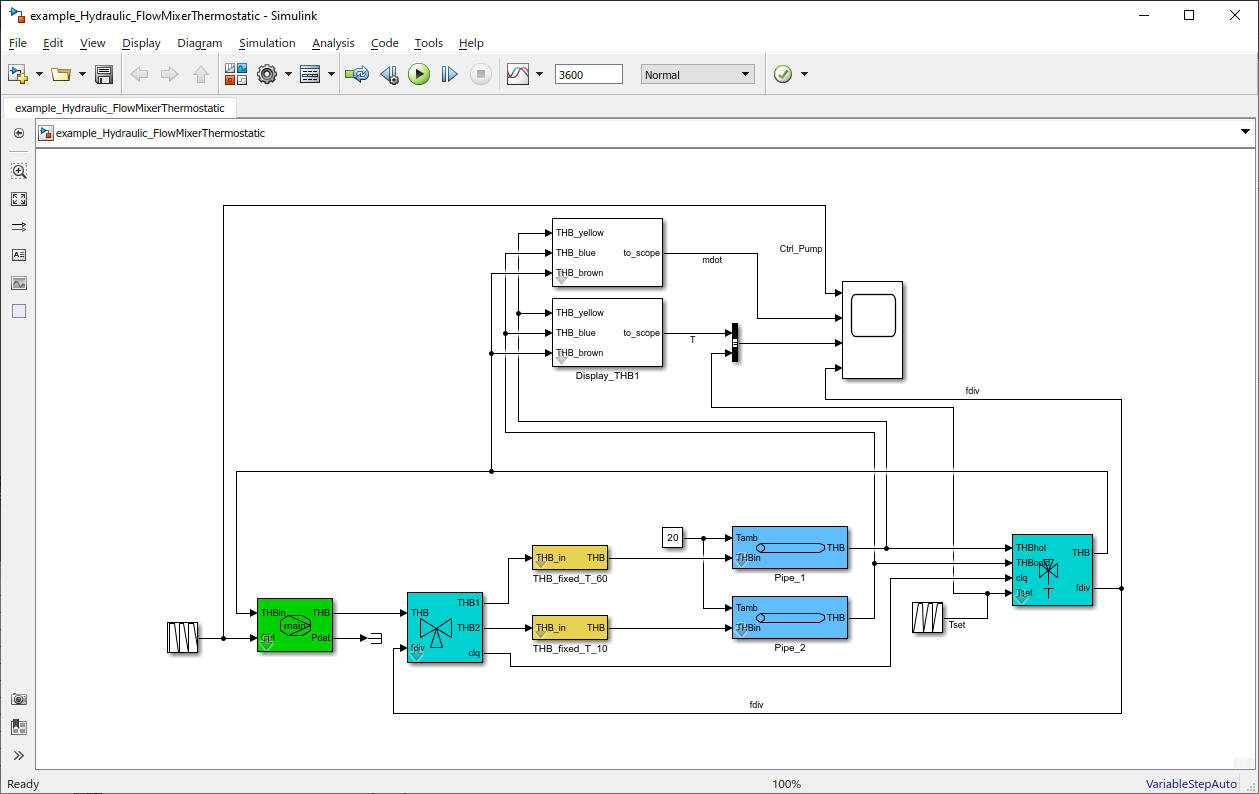 example_Hydraulic_FlowMixerThermostatic - Simulink
File Edit View Display Diagram Simulation Analysis Code Tools Help
3600 Normal
example_Hydraulic_FlowMixerThermostatic
example_Hydraulic_FlowMixerThermostatic
THB_yellow
THB_blue to_scope
THB_brown
mdot
Ctrl_Pump
THB_yellow
THB_blue to_scope
THB_brown
T
Display_THB1
fdiv
20
Tamb
THB
THBin
Pipe_1
THB_in THB
THB_fixed_T_60
THBhot
THB
THBcold
clq
fdiv
Tset
Tamb
THB
THBin
Pipe_2
THB_in THB
THB_fixed_T_10
THBin THB
main
Ctrl Pdat
THB1
THB
THB2
fdiv
clq
Tset
fdiv
Ready 100% VariableStepAuto